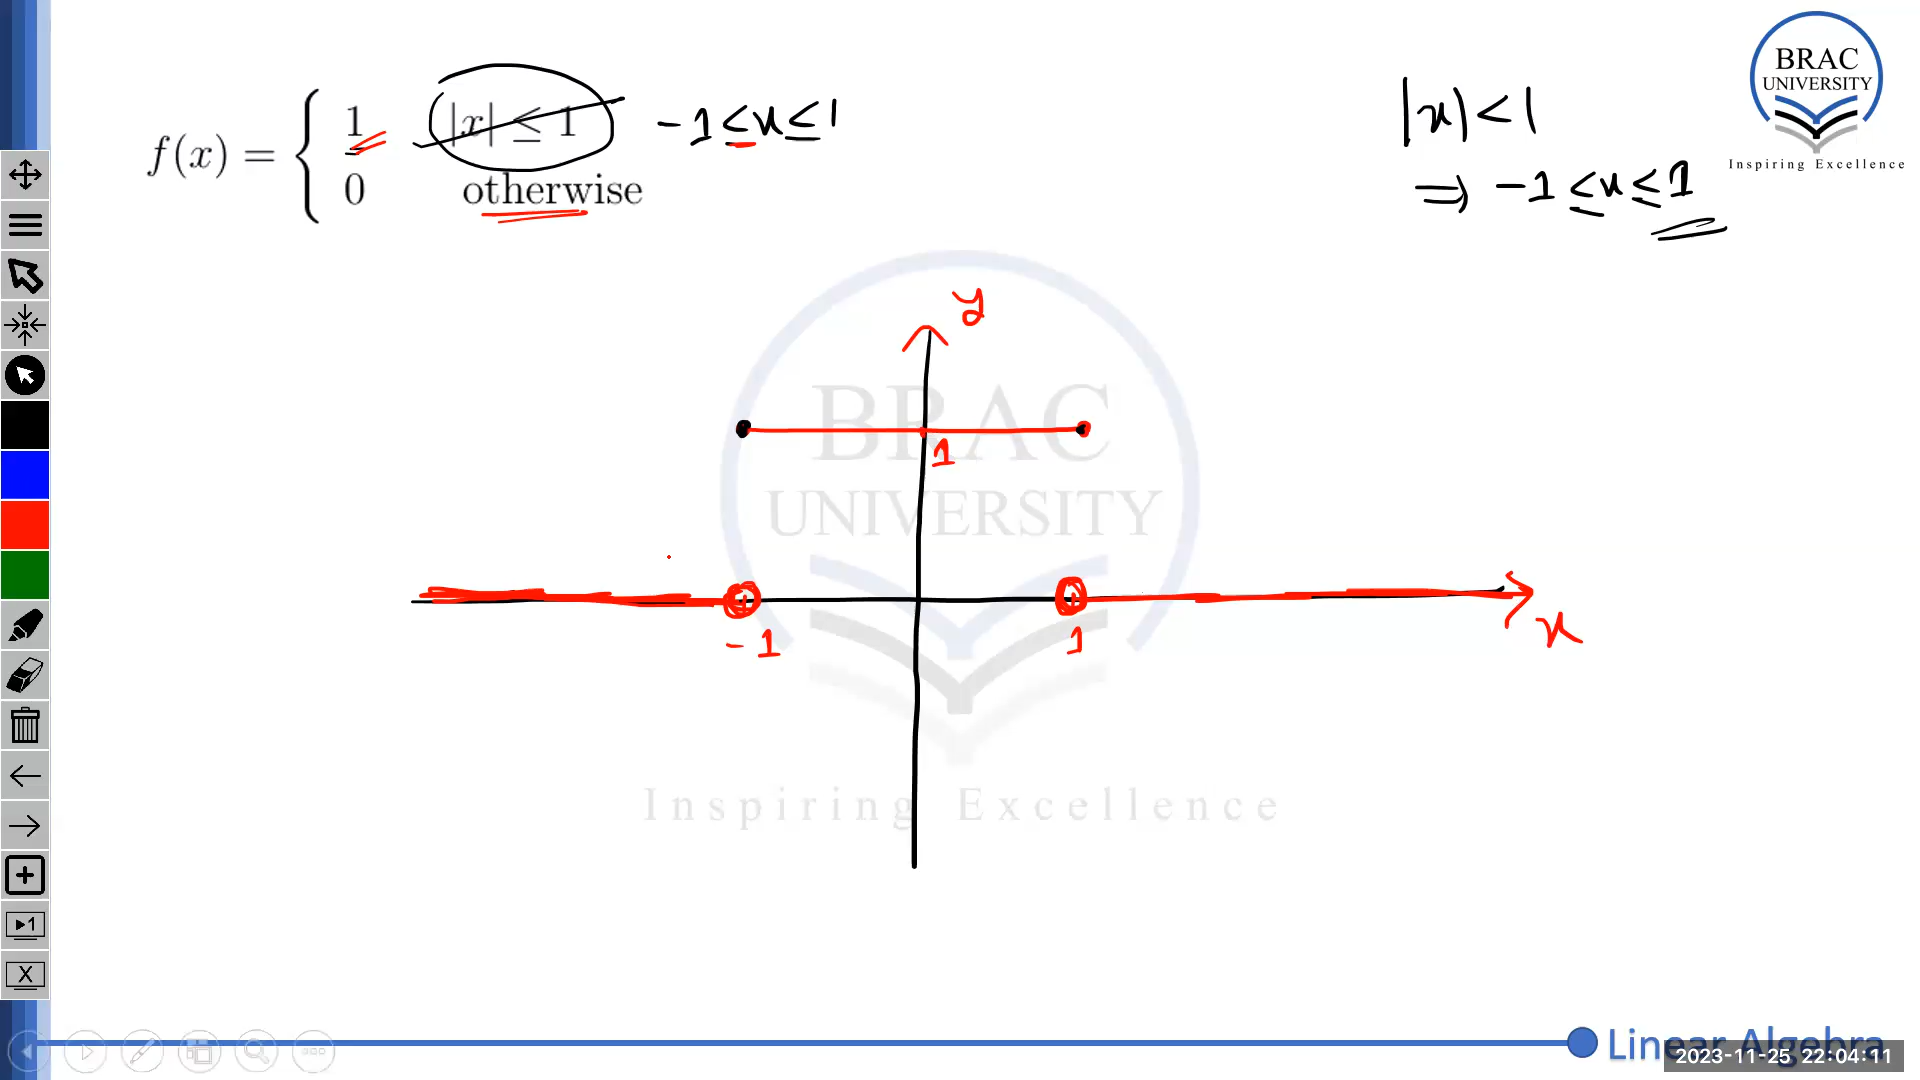 f(x) = { 1 |x| ≤ 1 -1 ≤ x ≤ 1
0 otherwise
|x| < 1
⇒ -1 ≤ x ≤ 1
BRAC
UNIVERSITY
Inspiring Excellence
y
BRAC
1
UNIVERSITY
-1
1
x
Inspiring Excellence
▶1
X
Linear Algebra
2023-11-25 22:04:11